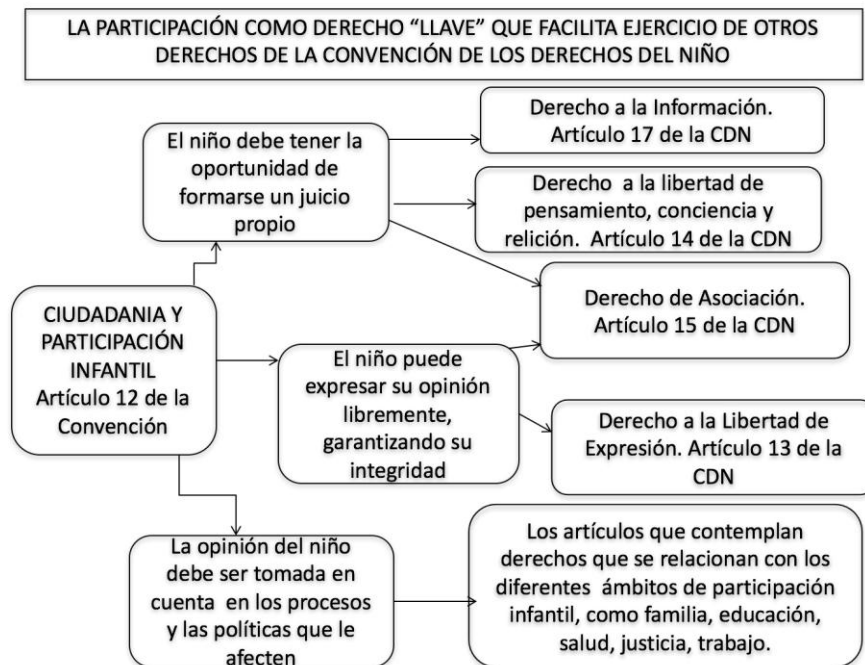 LA PARTICIPACIÓN COMO DERECHO “LLAVE” QUE FACILITA EJERCICIO DE OTROS
DERECHOS DE LA CONVENCIÓN DE LOS DERECHOS DEL NIÑO
CIUDADANIA Y
PARTICIPACIÓN
INFANTIL
Artículo 12 de la
Convención
El niño debe tener la
oportunidad de
formarse un juicio
propio
Derecho a la Información.
Artículo 17 de la CDN
Derecho a la libertad de
pensamiento, conciencia y
relición. Artículo 14 de la CDN
Derecho de Asociación.
Artículo 15 de la CDN
El niño puede
expresar su opinión
libremente,
garantizando su
integridad
Derecho a la Libertad de
Expresión. Artículo 13 de la
CDN
La opinión del niño
debe ser tomada en
cuenta en los procesos
y las políticas que le
afecten
Los artículos que contemplan
derechos que se relacionan con los
diferentes ámbitos de participación
infantil, como familia, educación,
salud, justicia, trabajo.